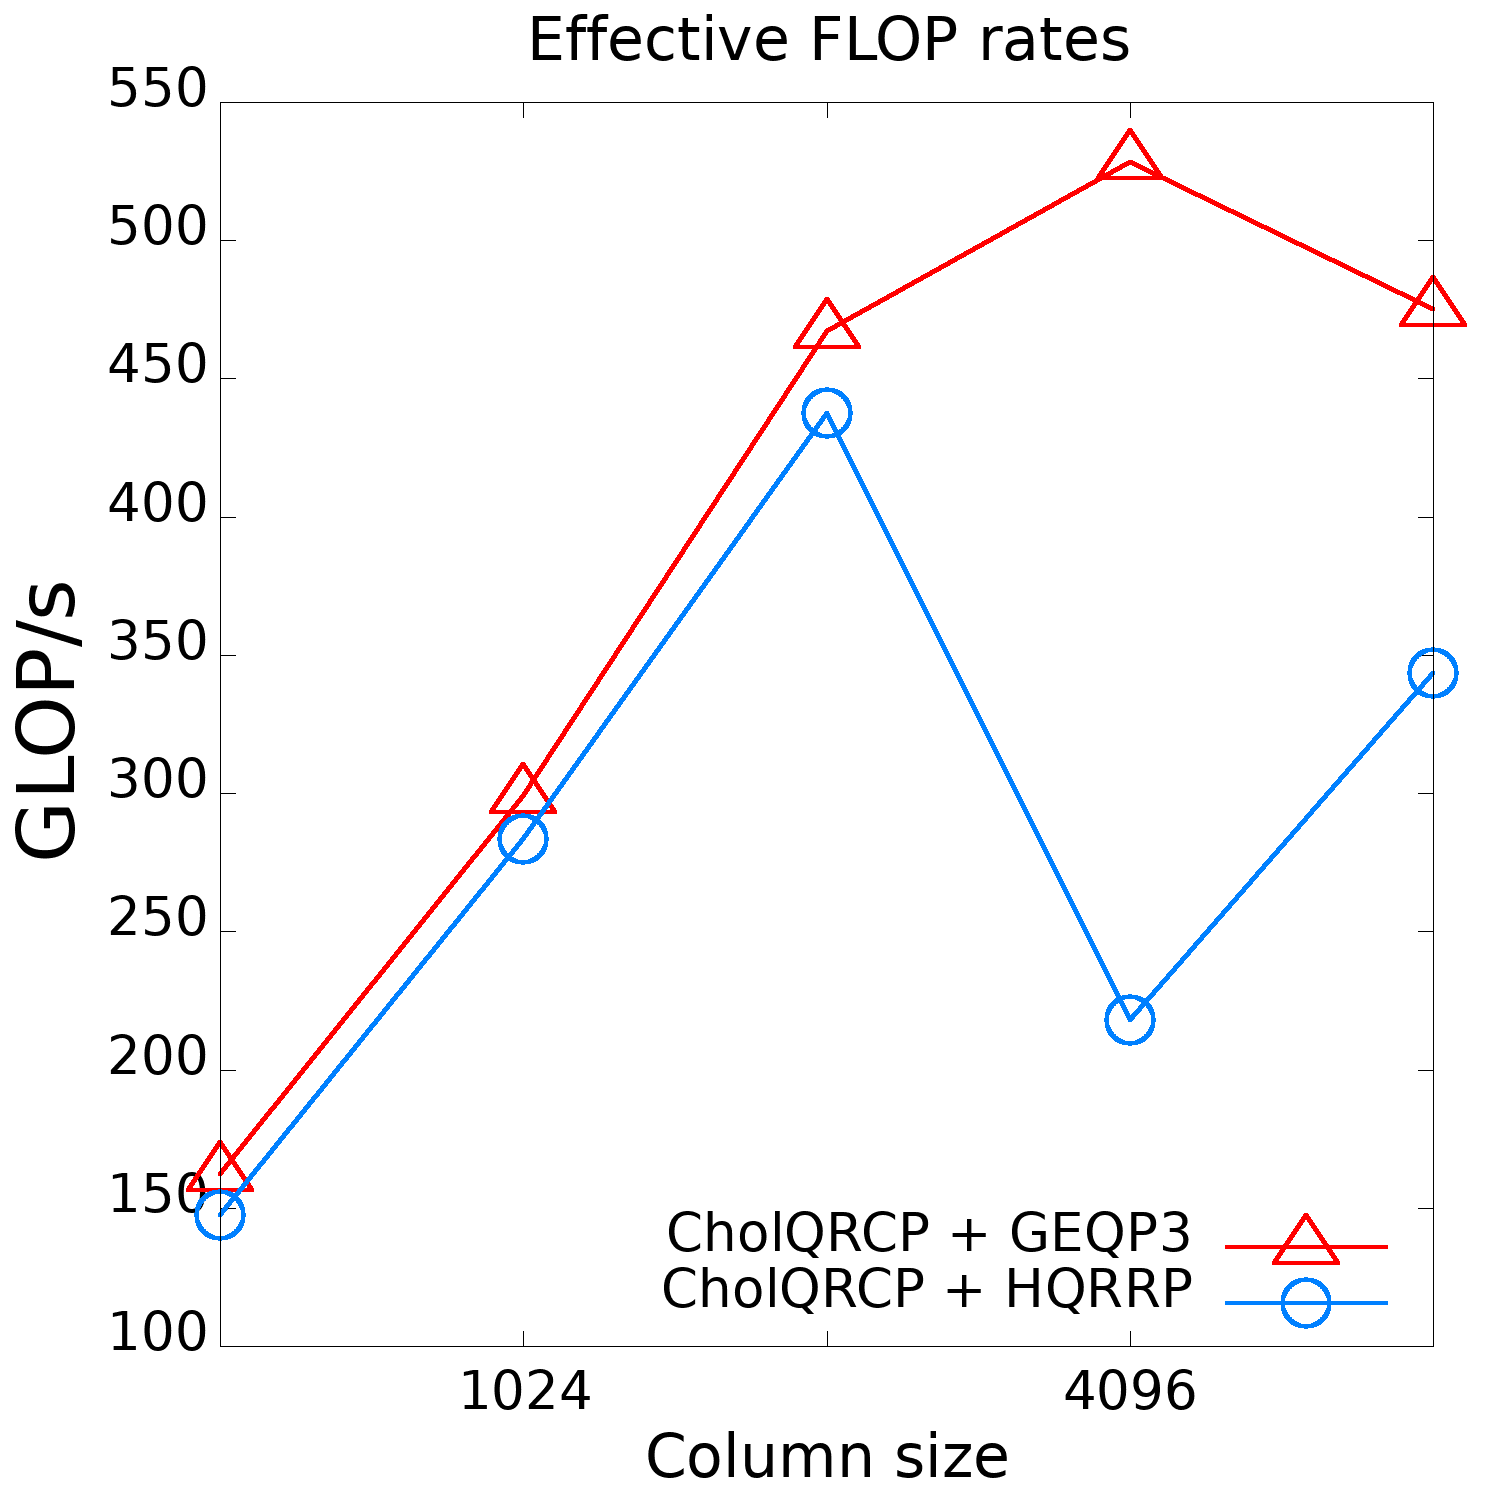 Effective FLOP rates
550
500
450
400
350
300
250
200
150
100
GLOP/s
CholQRCP + GEQP3
CholQRCP + HQRRP
1024 4096
Column size